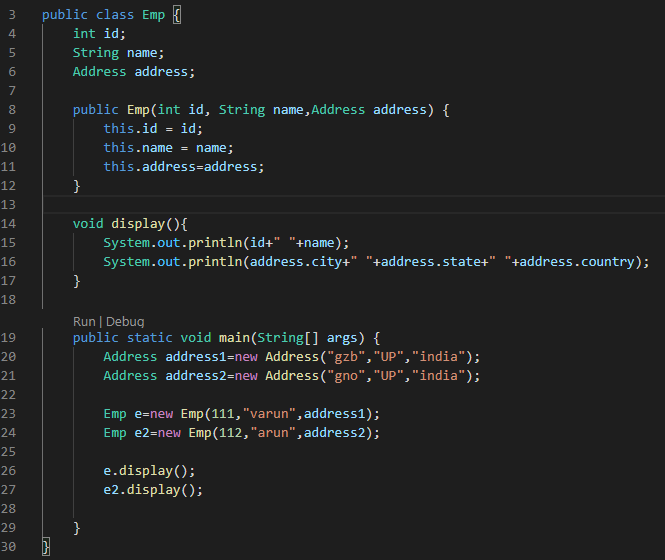 3 public class Emp {
4     int id;
5     String name;
6     Address address;
7
8     public Emp(int id, String name,Address address) {
9         this.id = id;
10         this.name = name;
11         this.address=address;
12     }
13
14     void display(){
15         System.out.println(id+" "+name);
16         System.out.println(address.city+" "+address.state+" "+address.country);
17     }
18
Run | Debug
19     public static void main(String[] args) {
20         Address address1=new Address("gzb","UP","india");
21         Address address2=new Address("gno","UP","india");
22
23         Emp e=new Emp(111,"varun",address1);
24         Emp e2=new Emp(112,"arun",address2);
25
26         e.display();
27         e2.display();
28
29     }
30 }